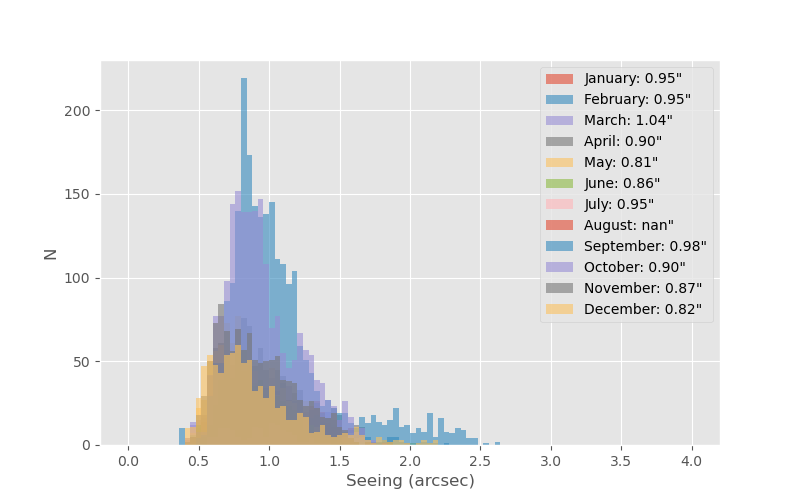 January: 0.95"
February: 0.95"
March: 1.04"
April: 0.90"
May: 0.81"
June: 0.86"
July: 0.95"
August: nan"
September: 0.98"
October: 0.90"
November: 0.87"
December: 0.82"
200
150
100
50
0
N
0.0 0.5 1.0 1.5 2.0 2.5 3.0 3.5 4.0
Seeing (arcsec)